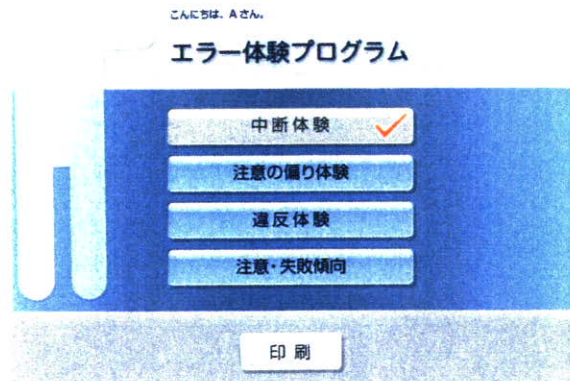 こんにちは、Aさん。
エラー体験プログラム
中断体験
注意の偏り体験
違反体験
注意・失敗傾向
印刷